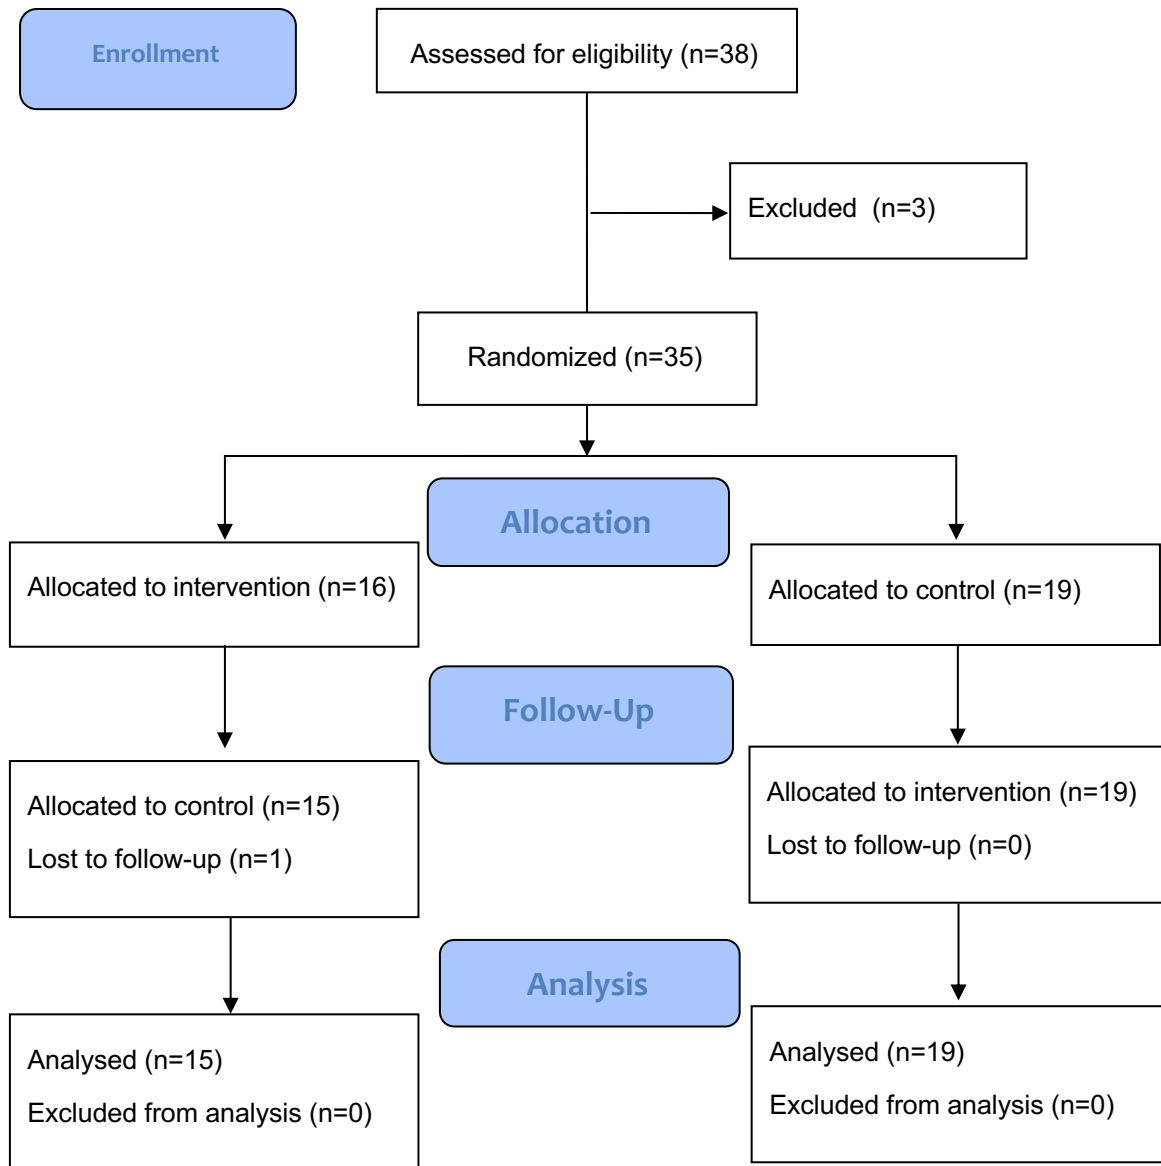 Enrollment
Assessed for eligibility (n=38)
Excluded  (n=3)
Randomized (n=35)
Allocation
Allocated to intervention (n=16)
Allocated to control (n=19)
Follow-Up
Allocated to control (n=15)
Lost to follow-up (n=1)
Allocated to intervention (n=19)
Lost to follow-up (n=0)
Analysis
Analysed (n=15)
Excluded from analysis (n=0)
Analysed (n=19)
Excluded from analysis (n=0)